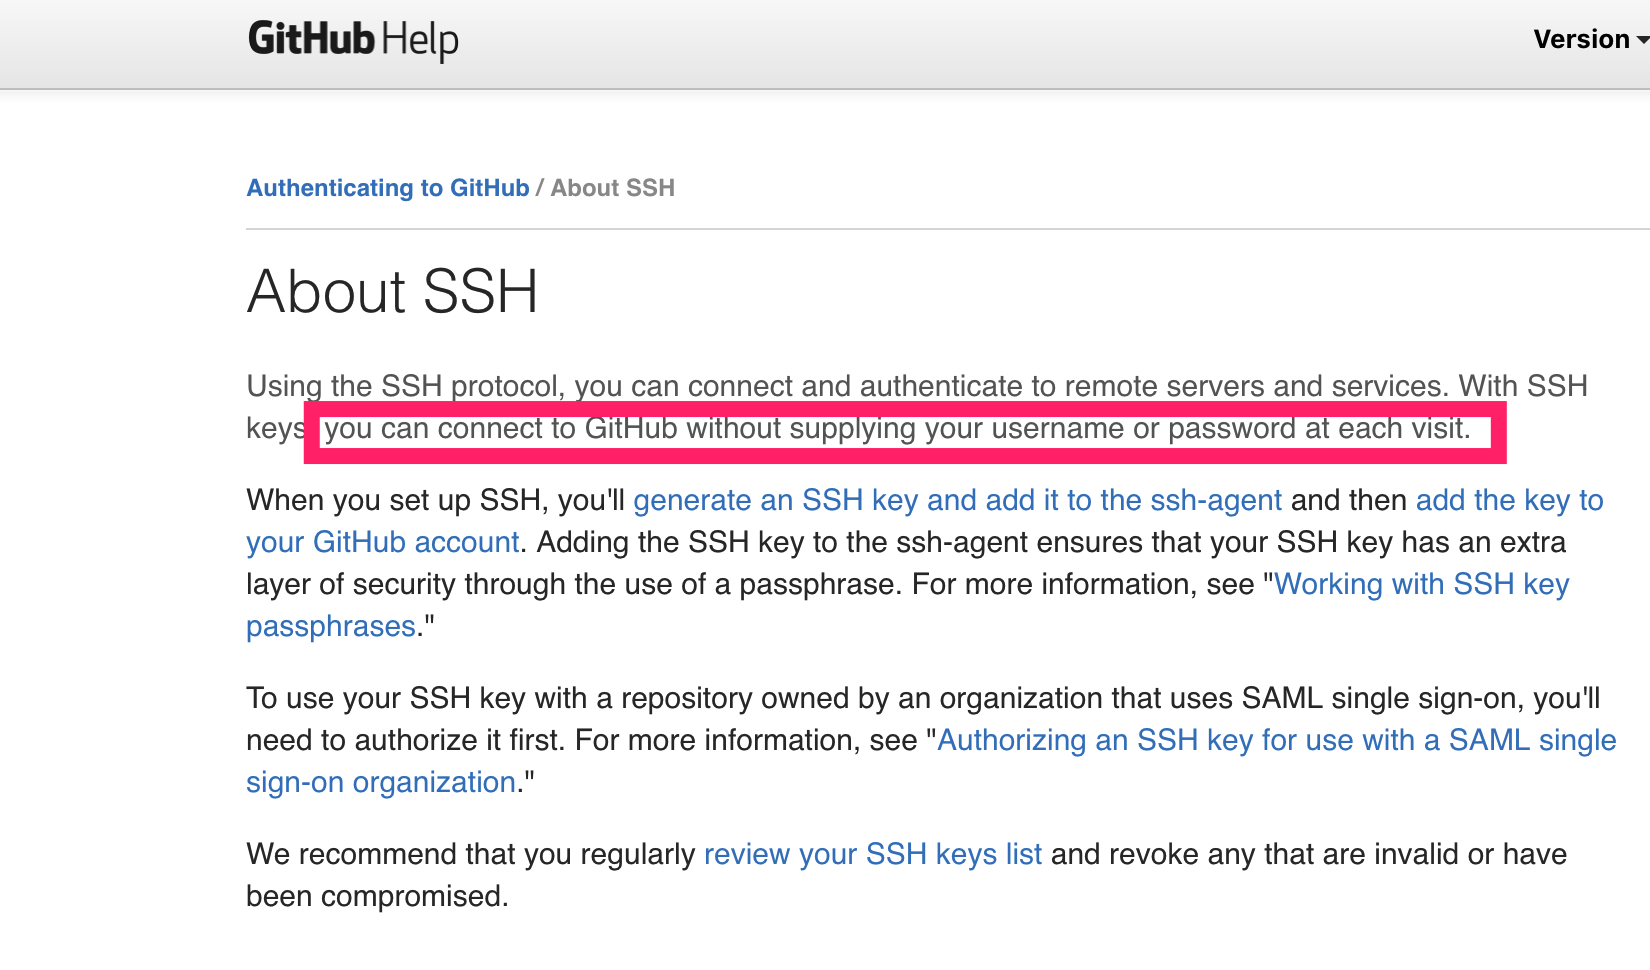 GitHub Help
Version
Authenticating to GitHub / About SSH
About SSH
Using the SSH protocol, you can connect and authenticate to remote servers and services. With SSH
keys you can connect to GitHub without supplying your username or password at each visit.
When you set up SSH, you'll generate an SSH key and add it to the ssh-agent and then add the key to
your GitHub account. Adding the SSH key to the ssh-agent ensures that your SSH key has an extra
layer of security through the use of a passphrase. For more information, see "Working with SSH key
passphrases."
To use your SSH key with a repository owned by an organization that uses SAML single sign-on, you'll
need to authorize it first. For more information, see "Authorizing an SSH key for use with a SAML single
sign-on organization."
We recommend that you regularly review your SSH keys list and revoke any that are invalid or have
been compromised.